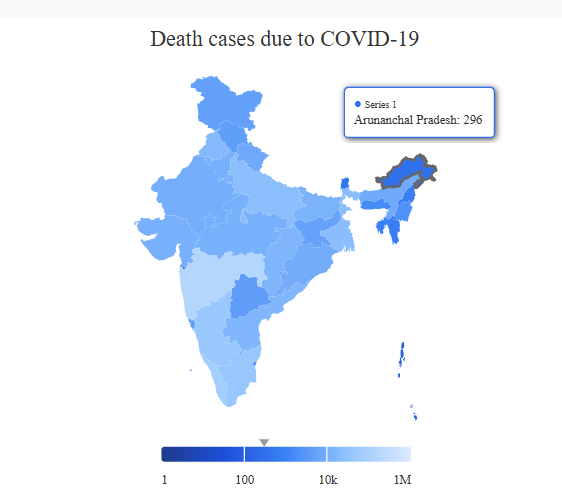 Death cases due to COVID-19
● Series 1
Arunanchal Pradesh: 296
1 100 10k 1M